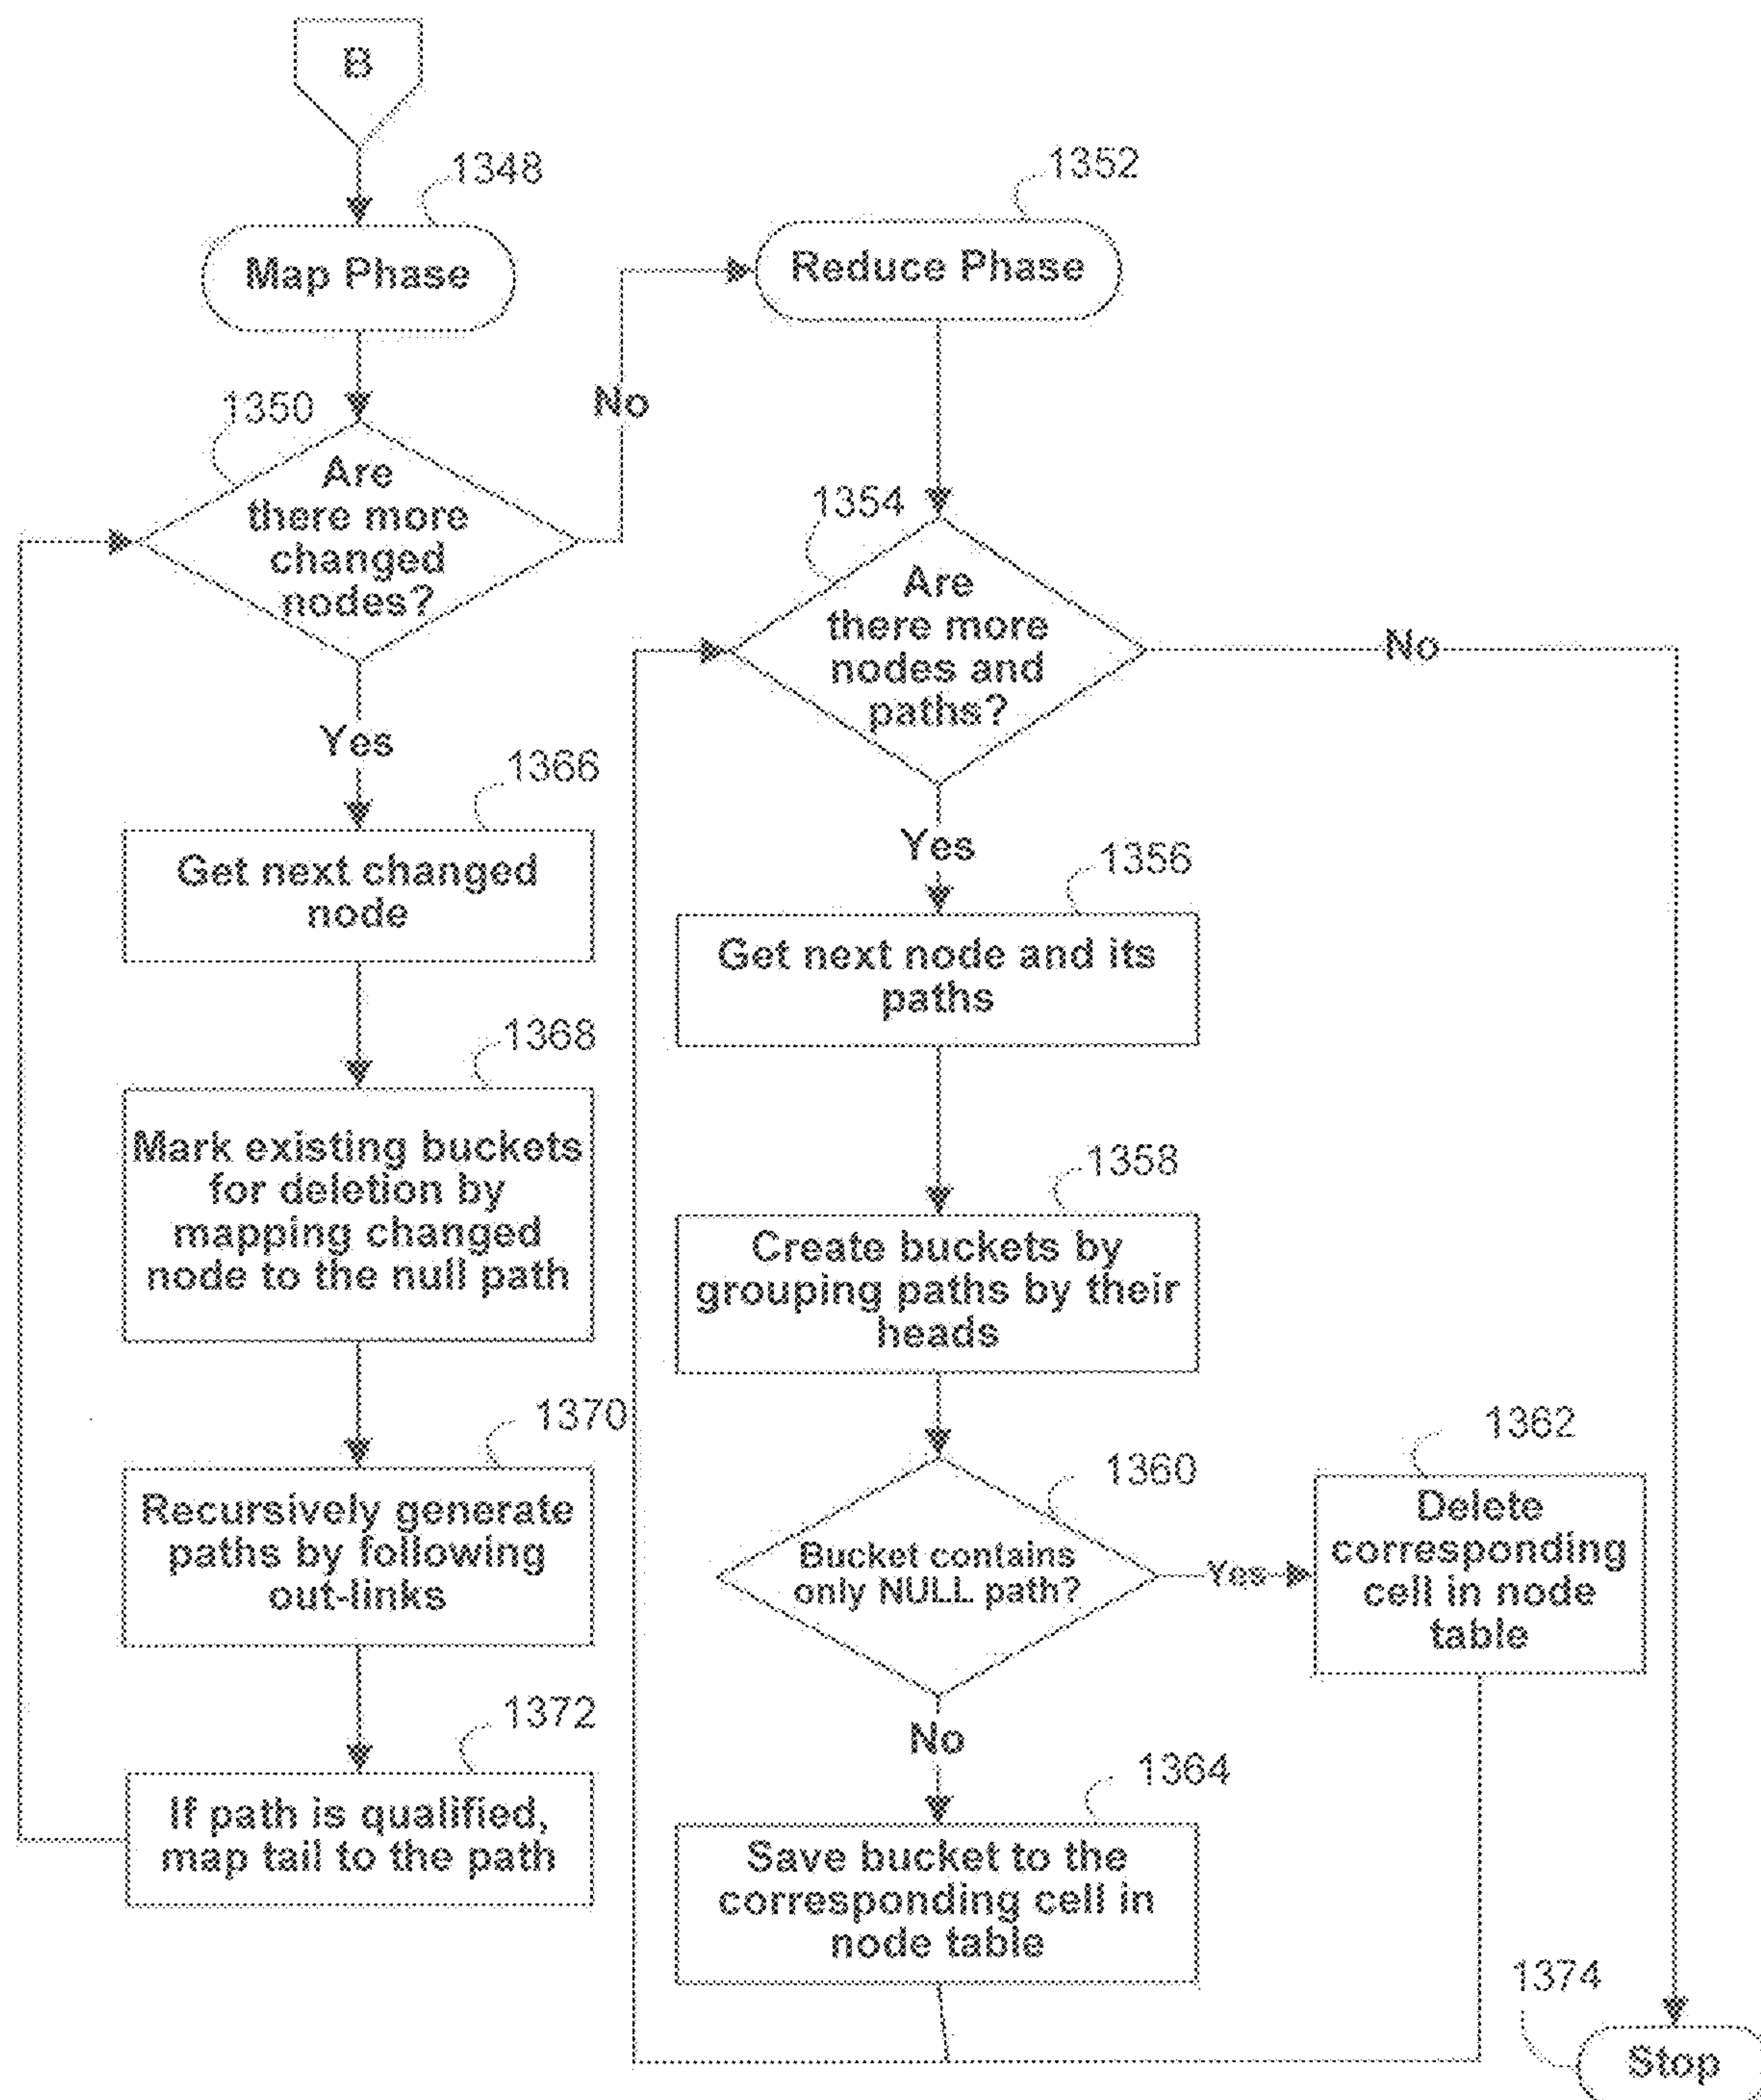 B
1348
Map Phase
1350
Are
there more
changed
nodes?
No
Yes
1366
Get next changed
node
1368
Mark existing buckets
for deletion by
mapping changed
node to the null path
1370
Recursively generate
paths by following
out-links
1372
If path is qualified,
map tail to the path
1352
Reduce Phase
1354
Are
there more
nodes and
paths?
No
Yes
1356
Get next node and its
paths
1358
Create buckets by
grouping paths by their
heads
1360
Bucket contains
only NULL path?
Yes
1362
Delete
corresponding
cell in node
table
No
1364
Save bucket to the
corresponding cell in
node table
1374
Stop